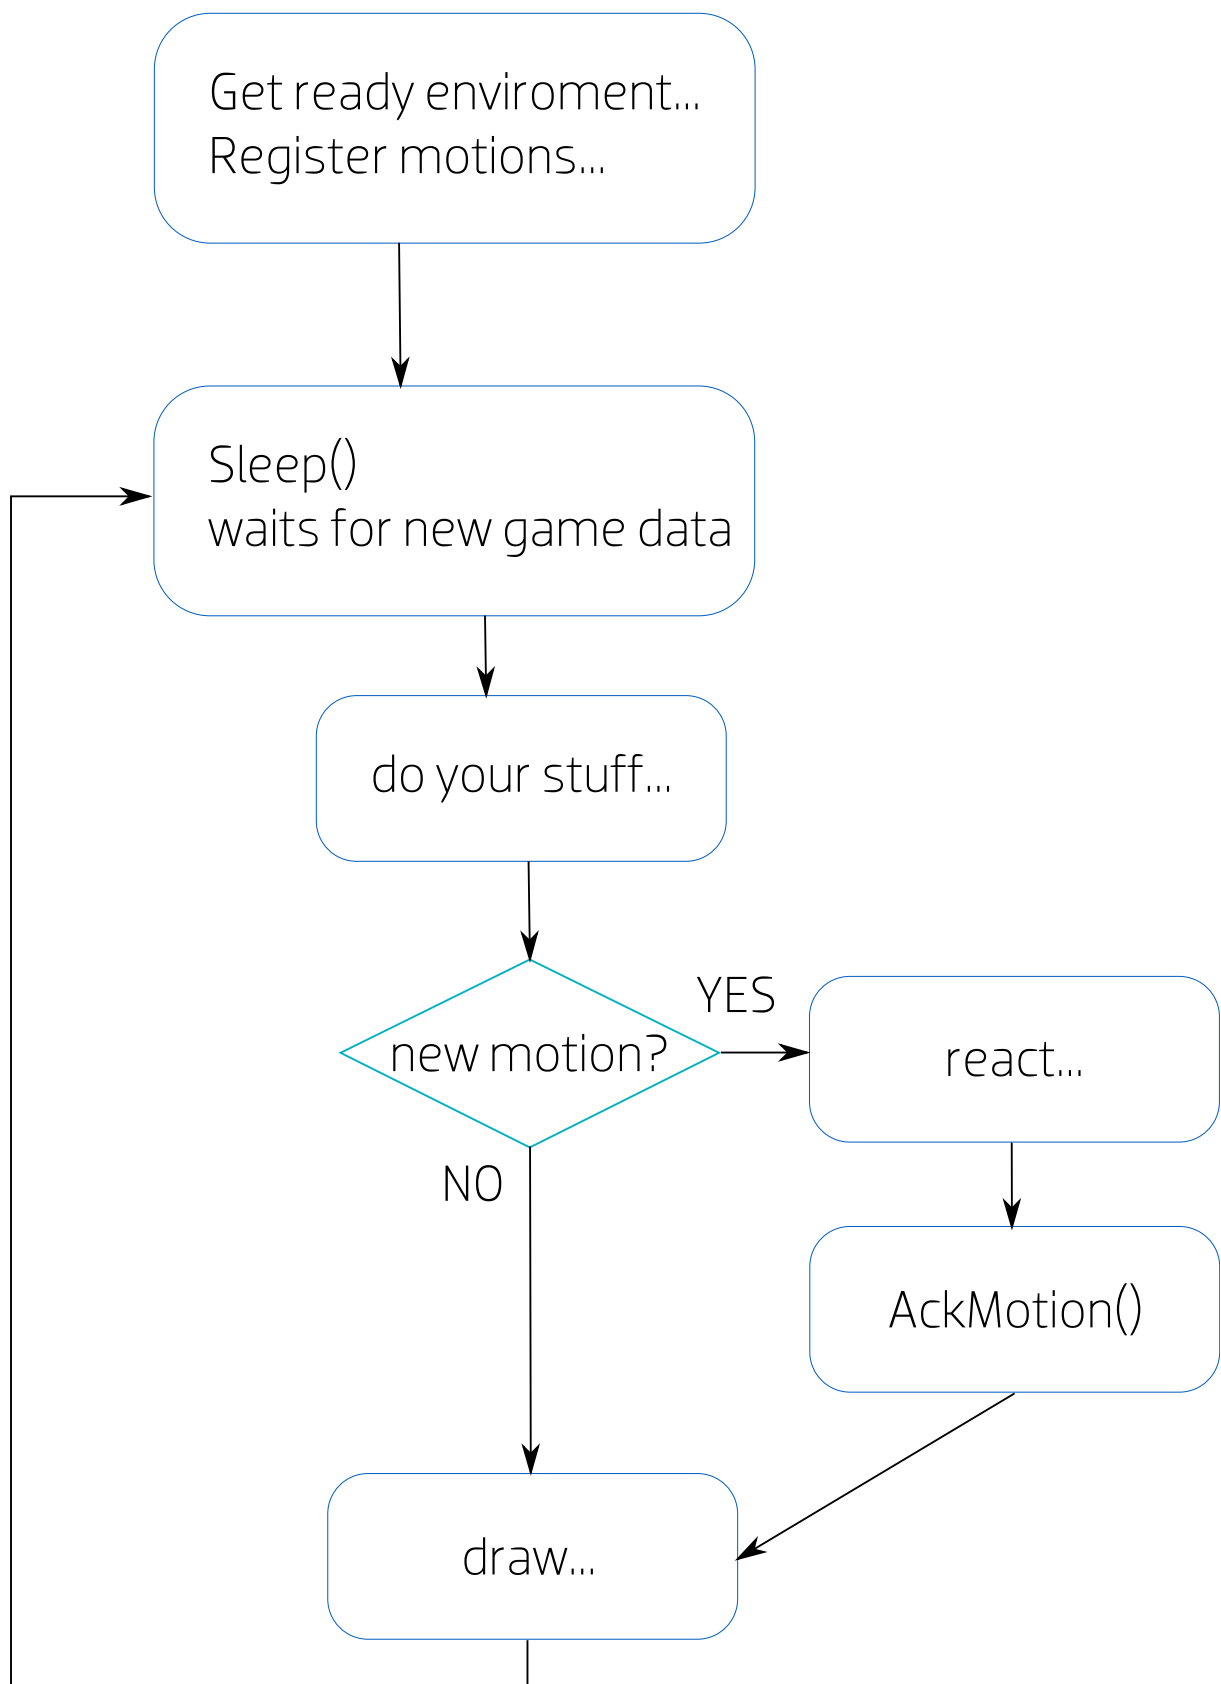 Get ready enviroment...
Register motions...
Sleep()
waits for new game data
do your stuff...
new motion?
YES
react...
NO
AckMotion()
draw...